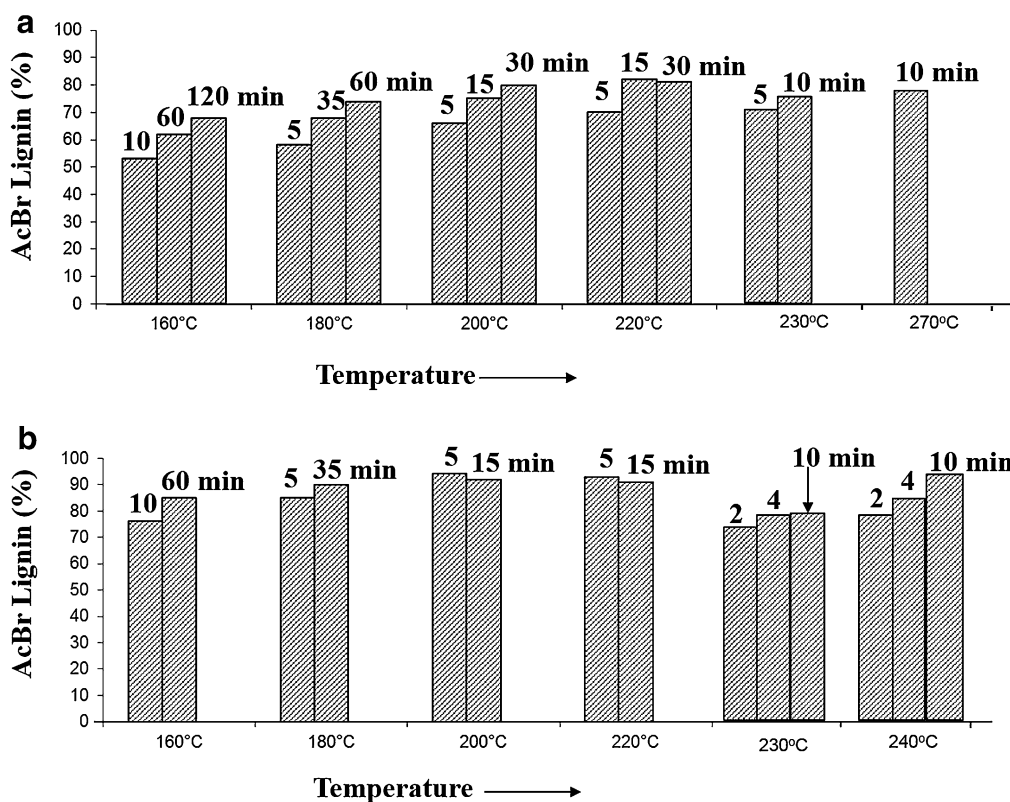 a
AcBr Lignin (%)
100
90
80
70
60
50
40
30
20
10
0
10 60 120 min
5 35 60 min
5 15 30 min
5 15 30 min
5 10 min
10 min
160°C 180°C 200°C 220°C 230ºC 270ºC
Temperature
b
AcBr Lignin (%)
100
90
80
70
60
50
40
30
20
10
0
10 60 min
5 35 min
5 15 min
5 15 min
2 4 10 min
2 4 10 min
160°C 180°C 200°C 220°C 230ºC 240ºC
Temperature